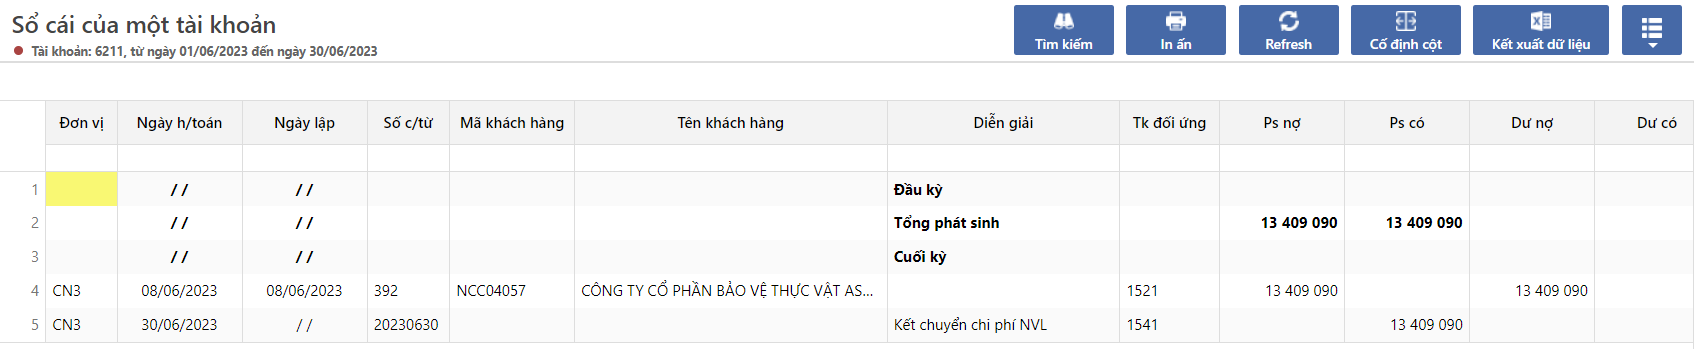 Sổ cái của một tài khoản
Tài khoản: 6211, từ ngày 01/06/2023 đến ngày 30/06/2023
Tìm kiếm In ấn Refresh Cố định cột Kết xuất dữ liệu
Đơn vị Ngày h/toán Ngày lập Số c/từ Mã khách hàng Tên khách hàng Diễn giải Tk đối ứng Ps nợ Ps có Dư nợ Dư có
1 / / / / Đầu kỳ
2 / / / / Tổng phát sinh 13 409 090 13 409 090
3 / / / / Cuối kỳ
4 CN3 08/06/2023 08/06/2023 392 NCC04057 CÔNG TY CỔ PHẦN BẢO VỆ THỰC VẬT AS... 1521 13 409 090 13 409 090
5 CN3 30/06/2023 / / 20230630 Kết chuyển chi phí NVL 1541 13 409 090